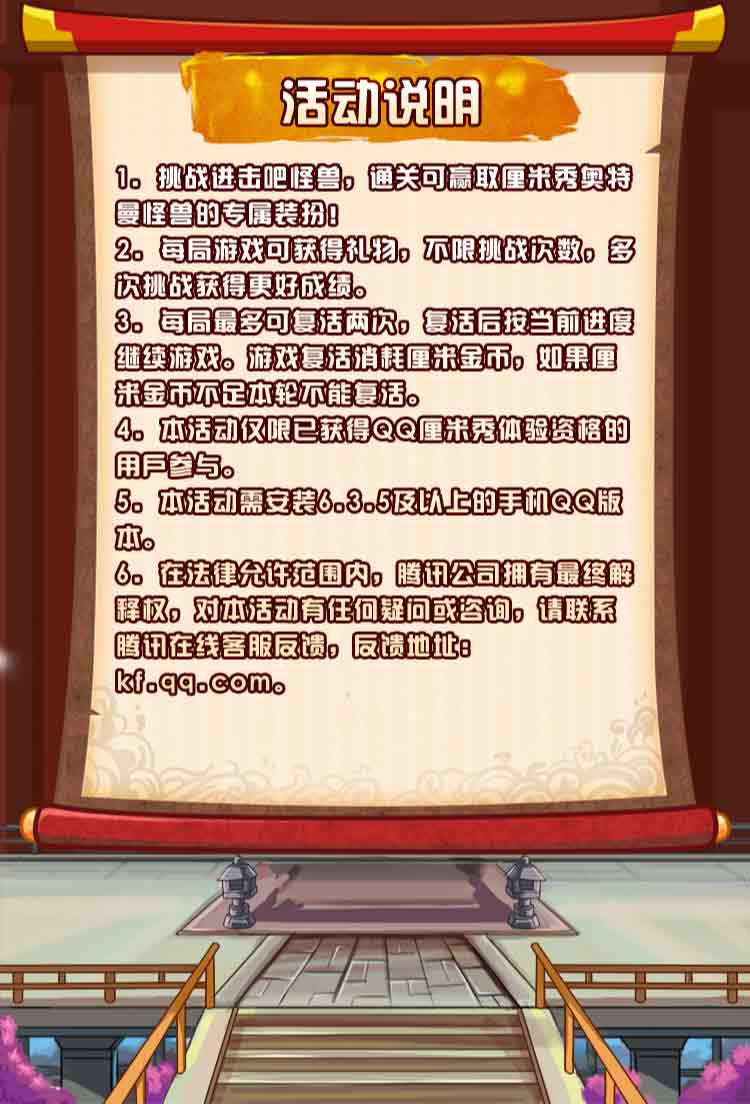 活动说明
1. 挑战进击吧怪兽，通关可赢取厘米秀奥特
曼怪兽的专属装扮！
2. 每局游戏可获得礼物，不限挑战次数，多
次挑战获得更好成绩。
3. 每局最多可复活两次，复活后按当前进度
继续游戏。游戏复活消耗厘米金币，如果厘
米金币不足本轮不能复活。
4. 本活动仅限已获得QQ厘米秀体验资格的
用户参与。
5. 本活动需安装6.3.5及以上的手机QQ版
本。
6. 在法律允许范围内，腾讯公司拥有最终解
释权，对本活动有任何疑问或咨询，请联系
腾讯在线客服反馈，反馈地址：
kf.qq.com。